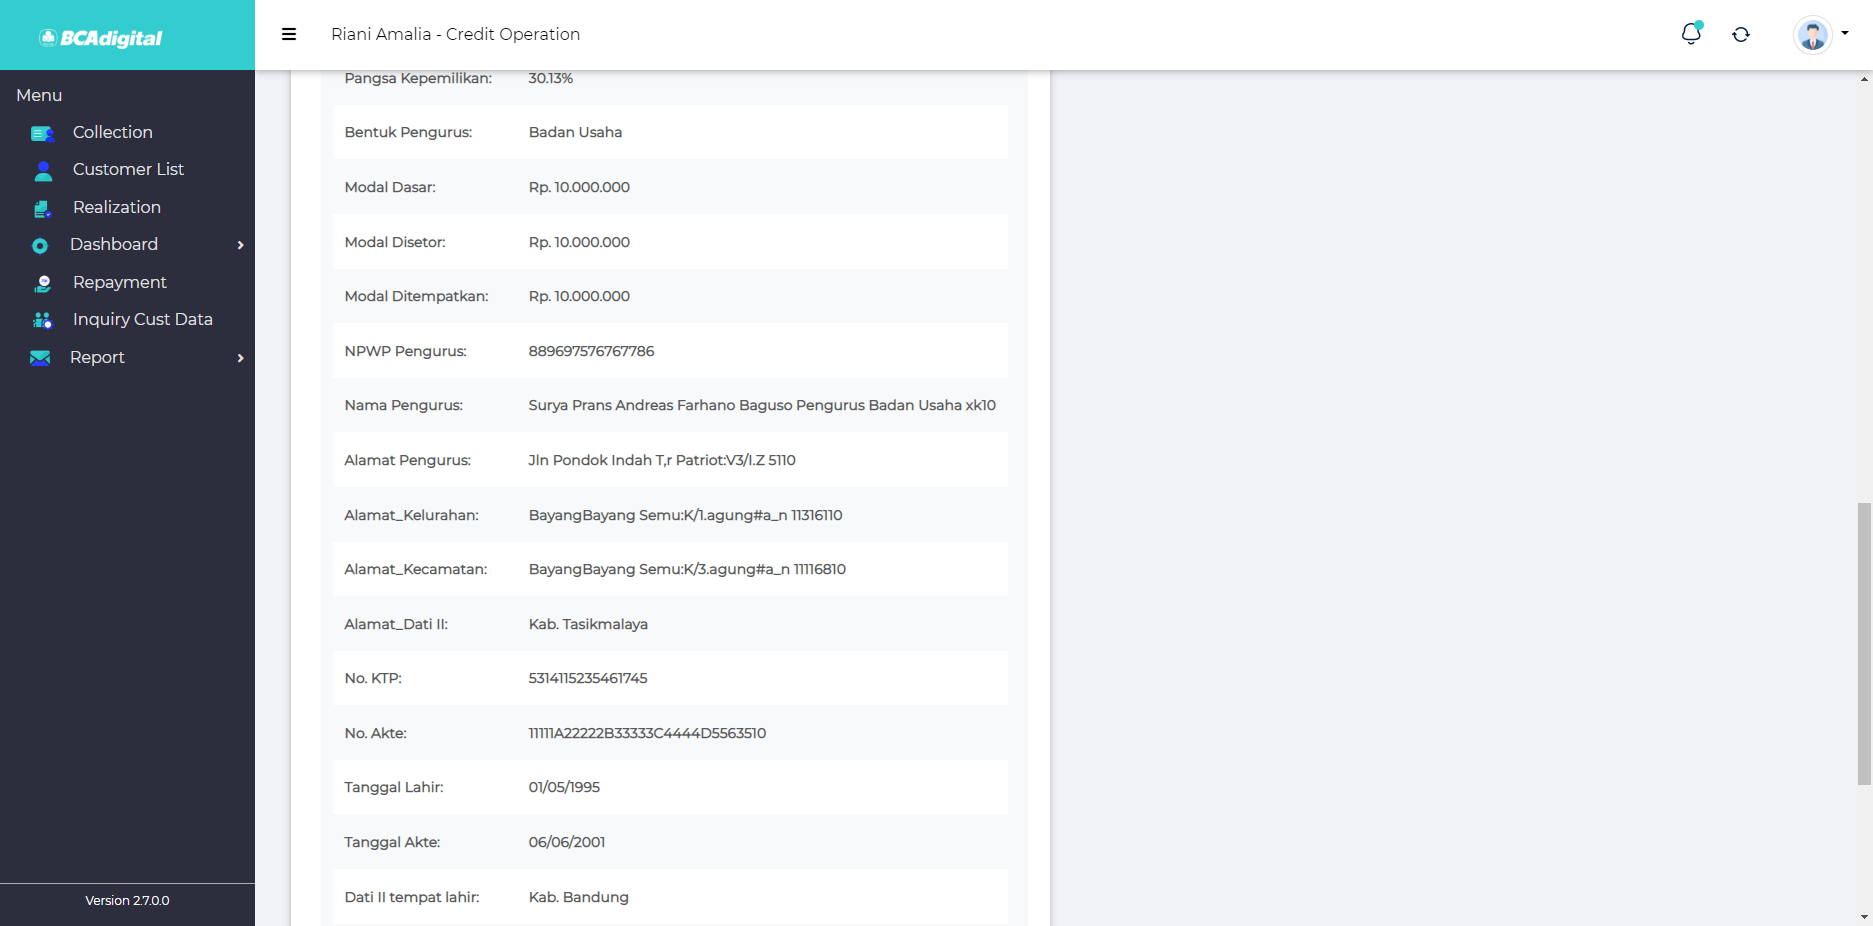 BCAdigital
Riani Amalia - Credit Operation
Menu
Collection
Customer List
Realization
Dashboard
Repayment
Inquiry Cust Data
Report
Version 2.7.0.0
Pangsa Kepemilikan: 30.13%
Bentuk Pengurus: Badan Usaha
Modal Dasar: Rp. 10.000.000
Modal Disetor: Rp. 10.000.000
Modal Ditempatkan: Rp. 10.000.000
NPWP Pengurus: 889697576767786
Nama Pengurus: Surya Prans Andreas Farhano Baguso Pengurus Badan Usaha xk10
Alamat Pengurus: Jln Pondok Indah T,r Patriot:V3/I.Z 5110
Alamat_Kelurahan: BayangBayang Semu:K/1.agung#a_n 11316110
Alamat_Kecamatan: BayangBayang Semu:K/3.agung#a_n 11116810
Alamat_Dati II: Kab. Tasikmalaya
No. KTP: 5314115235461745
No. Akte: 11111A22222B33333C4444D5563510
Tanggal Lahir: 01/05/1995
Tanggal Akte: 06/06/2001
Dati II tempat lahir: Kab. Bandung